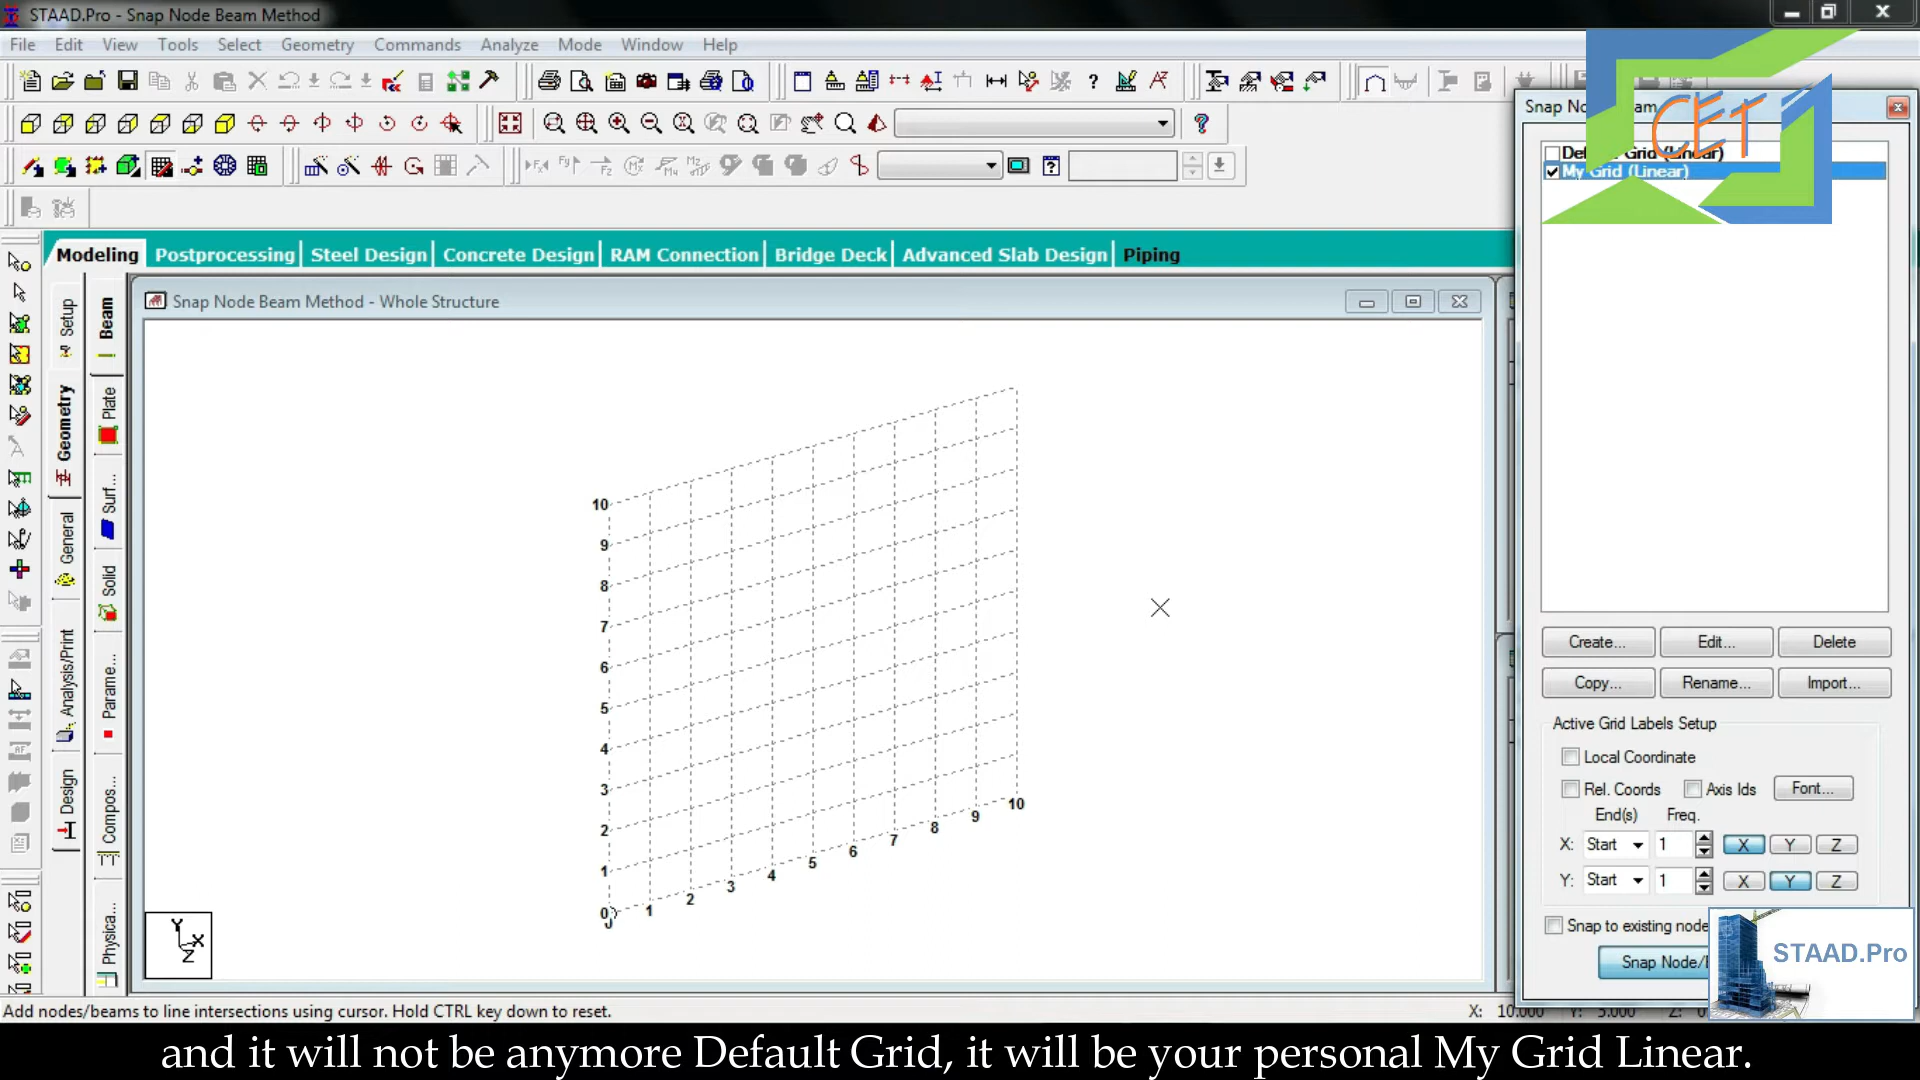 STAAD.Pro - Snap Node Beam Method
File Edit View Tools Select Geometry Commands Analyze Mode Window Help
Modeling Postprocessing Steel Design Concrete Design RAM Connection Bridge Deck Advanced Slab Design Piping
Snap Node Beam Method - Whole Structure
Setup
Geometry
General
Analysis/Print
Design
Beam
Plate
Surf...
Solid
Parame...
Compos...
Physica...
10
9
8
7
6
5
4
3
2
1
0
1
2
3
4
5
6
7
8
9
10
Y
X
Z
CET
My Grid (Linear)
Create... Edit... Delete
Copy... Rename... Import...
Active Grid Labels Setup
Local Coordinate
Rel. Coords Axis Ids Font...
End(s) Freq.
X: Start 1 X Y Z
Y: Start 1 X Y Z
Snap to existing node
Snap Node/
STAAD.Pro
Add nodes/beams to line intersections using cursor. Hold CTRL key down to reset.
X: 10.000 Y: 5.000 Z:
and it will not be anymore Default Grid, it will be your personal My Grid Linear.